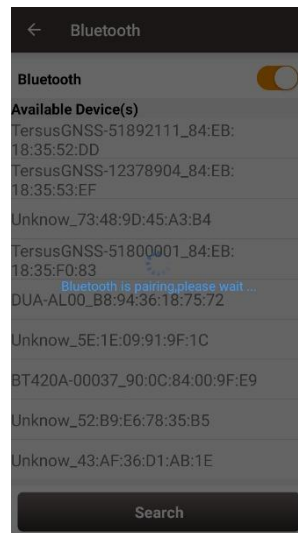 Bluetooth
Bluetooth
Available Device(s)
TersusGNSS-51892111_84:EB:
18:35:52:DD
TersusGNSS-12378904_84:EB:
18:35:53:EF
Unknow_73:48:9D:45:A3:B4
TersusGNSS-51800001_84:EB:
18:35:F0:83
Bluetooth is pairing,please wait ...
DUA-AL00_B8:94:36:18:75:72
Unknow_5E:1E:09:91:9F:1C
BT420A-00037_90:0C:84:00:9F:E9
Unknow_52:B9:E6:78:35:B5
Unknow_43:AF:36:D1:AB:1E
Search